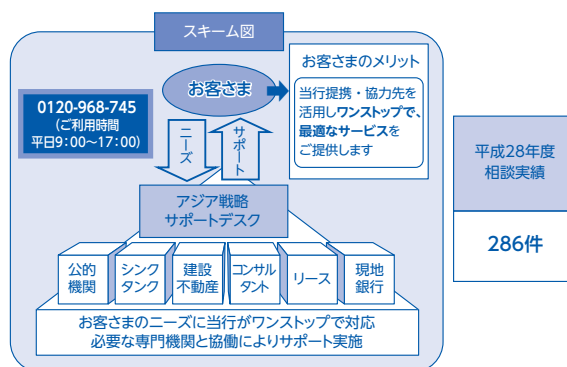 スキーム図
お客さま
お客さまのメリット
当行提携・協力先を
活用しワンストップで、
最適なサービスを
ご提供します
0120-968-745
(ご利用時間
平日9:00~17:00)
ニーズ
サポート
アジア戦略
サポートデスク
公的
機関
シンク
タンク
建設
不動産
コンサル
タント
リース
現地
銀行
お客さまのニーズに当行がワンストップで対応
必要な専門機関と協働によりサポート実施
平成28年度
相談実績
286件